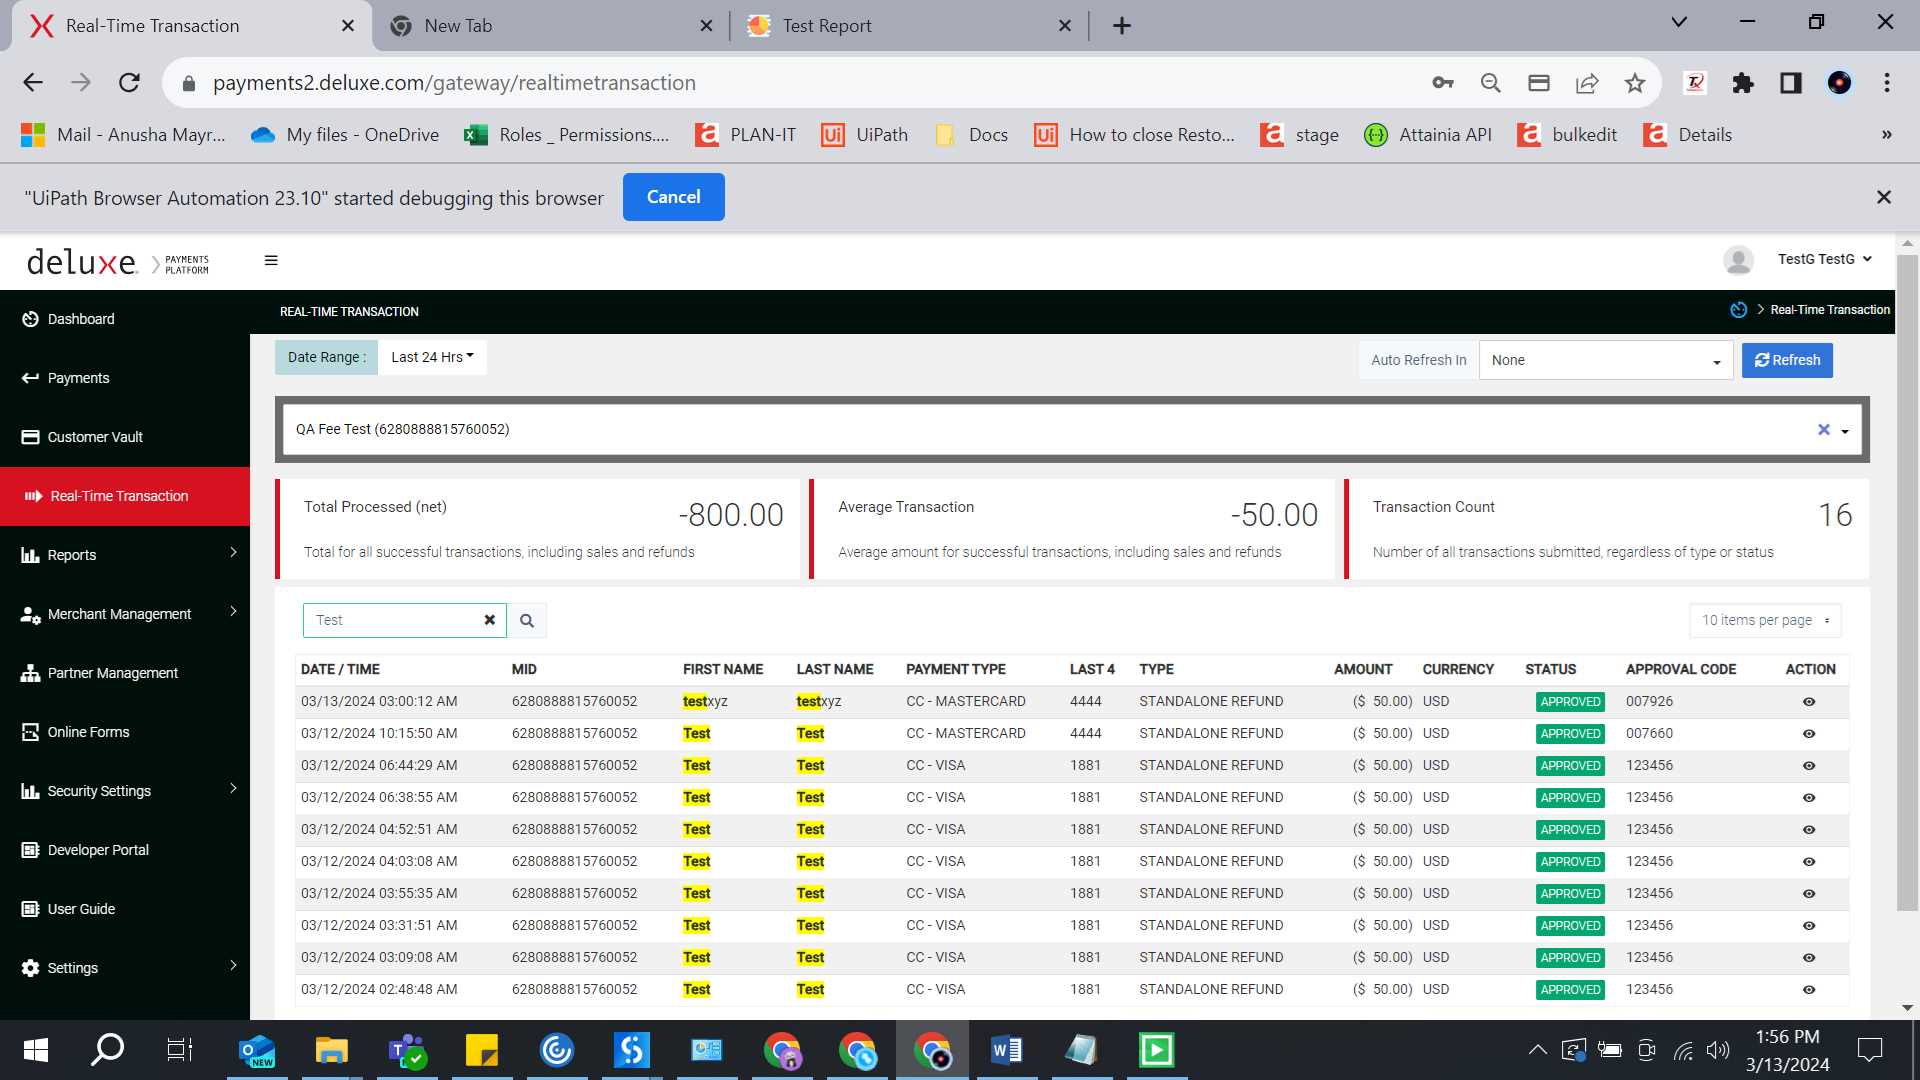 Real-Time Transaction
New Tab
Test Report
payments2.deluxe.com/gateway/realtimetransaction
Mail - Anusha Mayr...
My files - OneDrive
Roles _ Permissions....
PLAN-IT
UiPath
Docs
How to close Resto...
stage
Attainia API
bulkedit
Details
"UiPath Browser Automation 23.10" started debugging this browser
Cancel
deluxe. PAYMENTS PLATFORM
TestG TestG
Dashboard
Payments
Customer Vault
Real-Time Transaction
Reports
Merchant Management
Partner Management
Online Forms
Security Settings
Developer Portal
User Guide
Settings
REAL-TIME TRANSACTION
Real-Time Transaction
Date Range : Last 24 Hrs
Auto Refresh In None Refresh
QA Fee Test (6280888815760052)
Total Processed (net) -800.00
Total for all successful transactions, including sales and refunds
Average Transaction -50.00
Average amount for successful transactions, including sales and refunds
Transaction Count 16
Number of all transactions submitted, regardless of type or status
Test
10 items per page
DATE / TIME MID FIRST NAME LAST NAME PAYMENT TYPE LAST 4 TYPE AMOUNT CURRENCY STATUS APPROVAL CODE ACTION
03/13/2024 03:00:12 AM 6280888815760052 testxyz testxyz CC - MASTERCARD 4444 STANDALONE REFUND ($ 50.00) USD APPROVED 007926
03/12/2024 10:15:50 AM 6280888815760052 Test Test CC - MASTERCARD 4444 STANDALONE REFUND ($ 50.00) USD APPROVED 007660
03/12/2024 06:44:29 AM 6280888815760052 Test Test CC - VISA 1881 STANDALONE REFUND ($ 50.00) USD APPROVED 123456
03/12/2024 06:38:55 AM 6280888815760052 Test Test CC - VISA 1881 STANDALONE REFUND ($ 50.00) USD APPROVED 123456
03/12/2024 04:52:51 AM 6280888815760052 Test Test CC - VISA 1881 STANDALONE REFUND ($ 50.00) USD APPROVED 123456
03/12/2024 04:03:08 AM 6280888815760052 Test Test CC - VISA 1881 STANDALONE REFUND ($ 50.00) USD APPROVED 123456
03/12/2024 03:55:35 AM 6280888815760052 Test Test CC - VISA 1881 STANDALONE REFUND ($ 50.00) USD APPROVED 123456
03/12/2024 03:31:51 AM 6280888815760052 Test Test CC - VISA 1881 STANDALONE REFUND ($ 50.00) USD APPROVED 123456
03/12/2024 03:09:08 AM 6280888815760052 Test Test CC - VISA 1881 STANDALONE REFUND ($ 50.00) USD APPROVED 123456
03/12/2024 02:48:48 AM 6280888815760052 Test Test CC - VISA 1881 STANDALONE REFUND ($ 50.00) USD APPROVED 123456
NEW
1:56 PM
3/13/2024